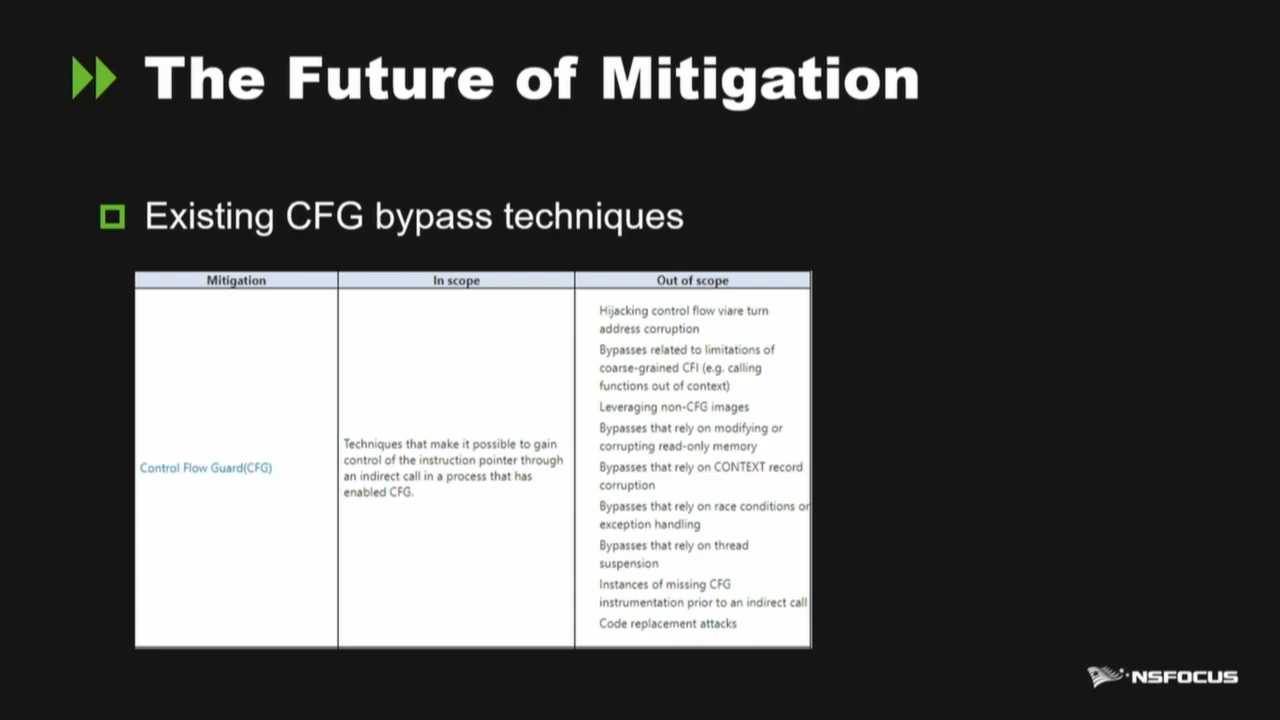 The Future of Mitigation
Existing CFG bypass techniques
Mitigation
In scope
Out of scope
Control Flow Guard(CFG)
Techniques that make it possible to gain
control of the instruction pointer through
an indirect call in a process that has
enabled CFG.
Hijacking control flow viare turn
address corruption
Bypasses related to limitations of
coarse-grained CFI (e.g. calling
functions out of context)
Leveraging non-CFG images
Bypasses that rely on modifying or
corrupting read-only memory
Bypasses that rely on CONTEXT record
corruption
Bypasses that rely on race conditions or
exception handling
Bypasses that rely on thread
suspension
Instances of missing CFG
instrumentation prior to an indirect call
Code replacement attacks
NSFOCUS